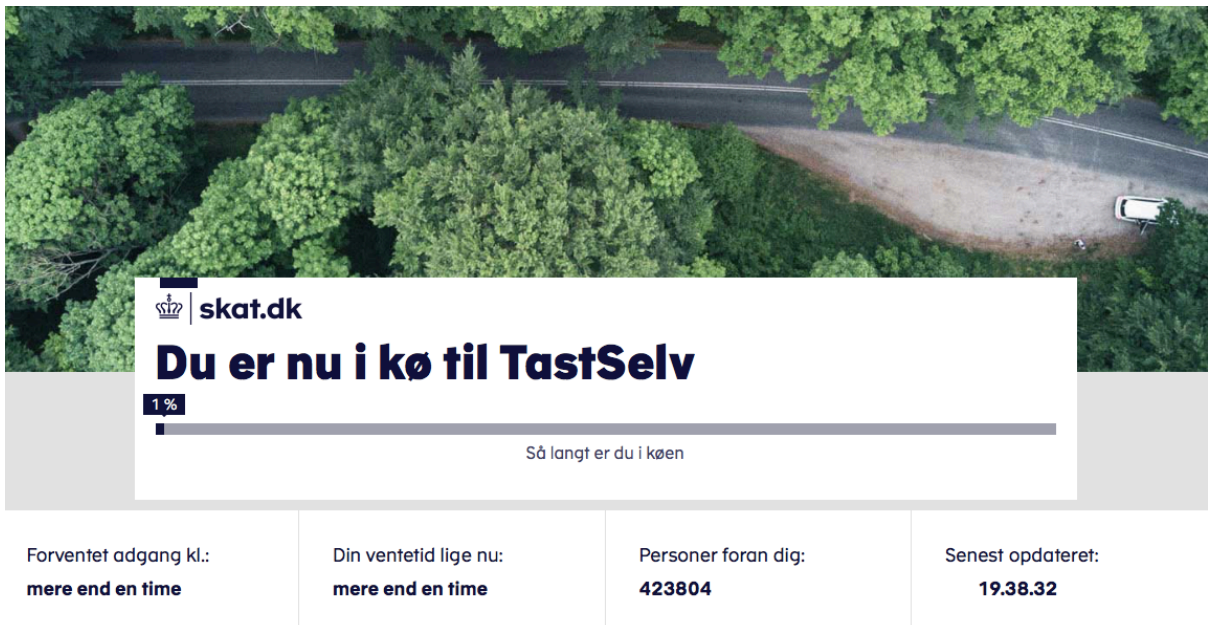 skat.dk
Du er nu i kø til TastSelv
1 %
Så langt er du i køen
Forventet adgang kl.:
mere end en time
Din ventetid lige nu:
mere end en time
Personer foran dig:
423804
Senest opdateret:
19.38.32